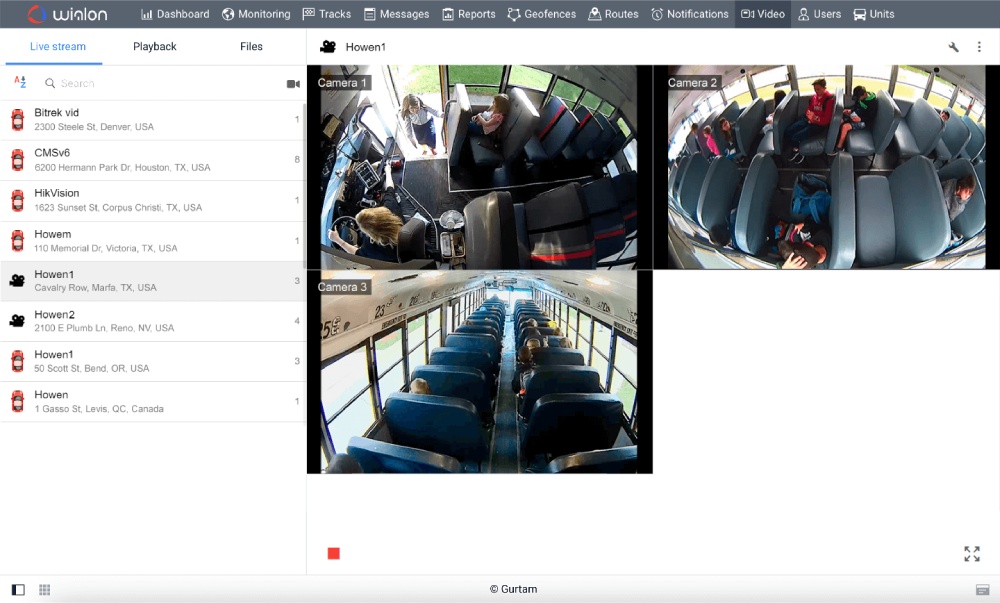 wialon
Dashboard Monitoring Tracks Messages Reports Geofences Routes Notifications Video Users Units
Live stream Playback Files
Howen1
Search
Bitrek vid 1
2300 Steele St, Denver, USA
CMSv6 8
6200 Hermann Park Dr, Houston, TX, USA
HikVision 1
1623 Sunset St, Corpus Christi, TX, USA
Howem 1
110 Memorial Dr, Victoria, TX, USA
Howen1 3
Cavalry Row, Marfa, TX, USA
Howen2 4
2100 E Plumb Ln, Reno, NV, USA
Howen1 3
50 Scott St, Bend, OR, USA
Howen 1
1 Gasso St, Levis, QC, Canada
Camera 1
Camera 2
Camera 3
23
© Gurtam